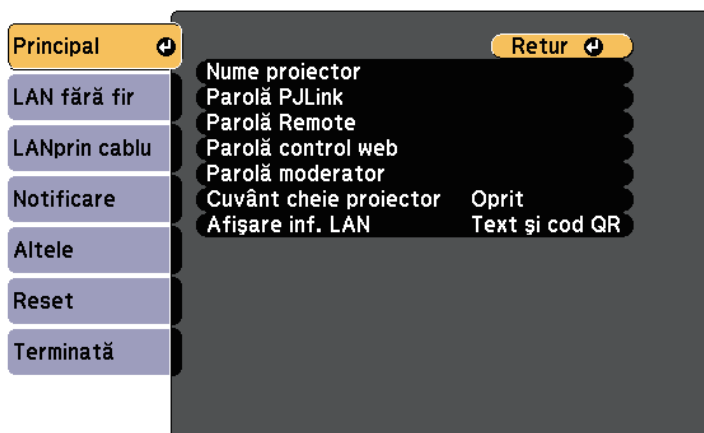 Principal
LAN fără fir
LANprin cablu
Notificare
Altele
Reset
Terminată
Retur
Nume proiector
Parolă PJLink
Parolă Remote
Parolă control web
Parolă moderator
Cuvânt cheie proiector Oprit
Afişare inf. LAN Text şi cod QR